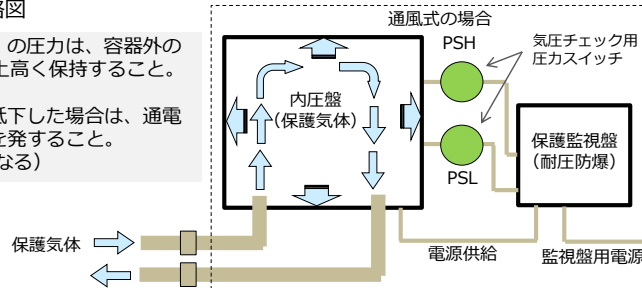 略図
の圧力は、容器外の
上高く保持すること。
低下した場合は、通電
を発すること。
なる）
通風式の場合
PSH
気圧チェック用
圧力スイッチ
内圧盤
（保護気体）
保護監視盤
（耐圧防爆）
PSL
保護気体
電源供給
監視盤用電源